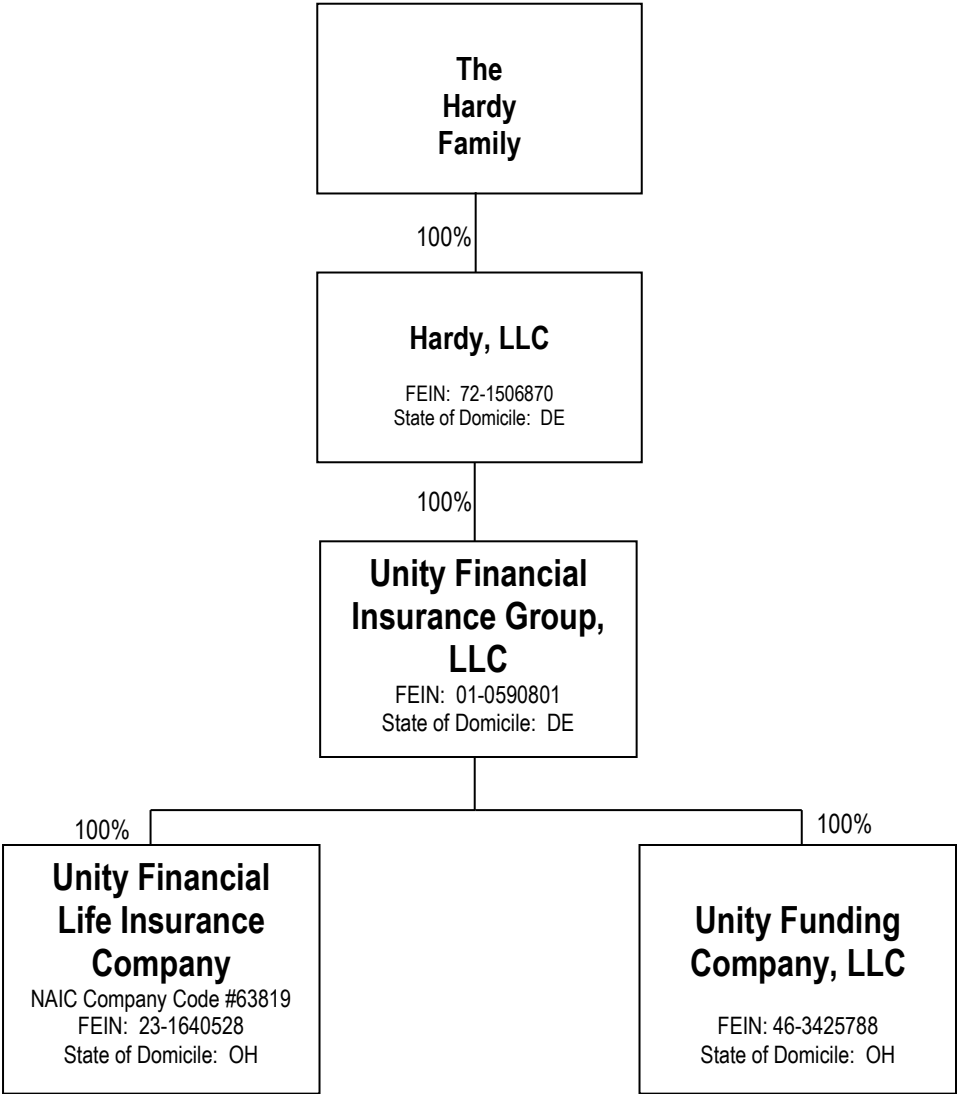 The
Hardy
Family
100%
Hardy, LLC
FEIN: 72-1506870
State of Domicile: DE
100%
Unity Financial
Insurance Group,
LLC
FEIN: 01-0590801
State of Domicile: DE
100%
100%
Unity Financial
Life Insurance
Company
NAIC Company Code #63819
FEIN: 23-1640528
State of Domicile: OH
Unity Funding
Company, LLC
FEIN: 46-3425788
State of Domicile: OH